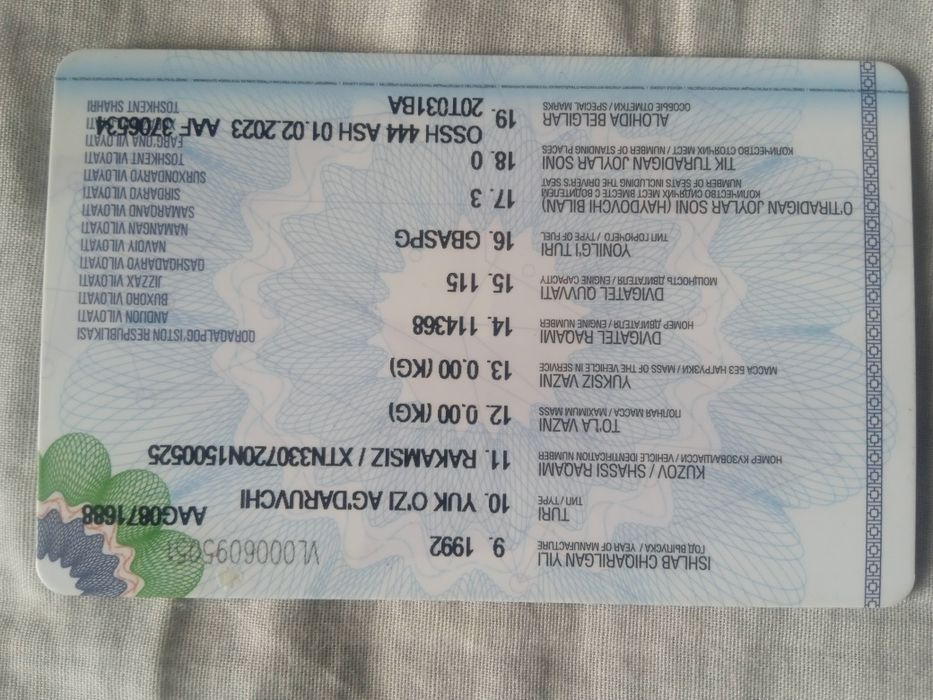 ISHLAB CHIQARILGAN YILI
ГОД ВЫПУСКА / YEAR OF MANUFACTURE
9. 1992
VL0006095051
TURI
ТИП / TYPE
10. YUK O'ZI AG'DARUVCHI
AAG0871688
KUZOV / SHASSI RAQAMI
НОМЕР КУЗОВА/ШАССИ / VEHICLE IDENTIFICATION NUMBER
11. RAKAMSIZ / XTN330720N1500525
TO'LA VAZNI
ПОЛНАЯ МАССА / MAXIMUM MASS
12. 0.00 (KG)
YUKSIZ VAZNI
МАССА БЕЗ НАГРУЗКИ / MASS OF THE VEHICLE IN SERVICE
13. 0.00 (KG)
DVIGATEL RAQAMI
НОМЕР ДВИГАТЕЛЯ / ENGINE NUMBER
14. 114368
DVIGATEL QUVVATI
МОЩНОСТЬ ДВИГАТЕЛЯ / ENGINE CAPACITY
15. 115
YONILG'I TURI
ТИП ГОРЮЧЕГО / TYPE OF FUEL
16. GBASPG
O'TIRADIGAN JOYLAR SONI (HAYDOVCHI BILAN)
КОЛИЧЕСТВО СИДЯЧИХ МЕСТ ВМЕСТЕ С ВОДИТЕЛЕМ
NUMBER OF SEATS INCLUDING THE DRIVER'S SEAT
17. 3
TIK TURADIGAN JOYLAR SONI
КОЛИЧЕСТВО СТОЯЧИХ МЕСТ / NUMBER OF STANDING PLACES
18. 0
ALOHIDA BELGILAR
ОСОБЫЕ ОТМЕТКИ / SPECIAL MARKS
OSSH 444 ASH 01.02.2023 AAF 3706534
19. 20T031BA
QORAQALPOG'ISTON RESPUBLIKASI
ANDIJON VILOYATI
BUXORO VILOYATI
JIZZAX VILOYATI
QASHQADARYO VILOYATI
NAVOIY VILOYATI
NAMANGAN VILOYATI
SAMARQAND VILOYATI
SIRDARYO VILOYATI
SURXONDARYO VILOYATI
TOSHKENT VILOYATI
FARG'ONA VILOYATI
TOSHKENT SHAHRI